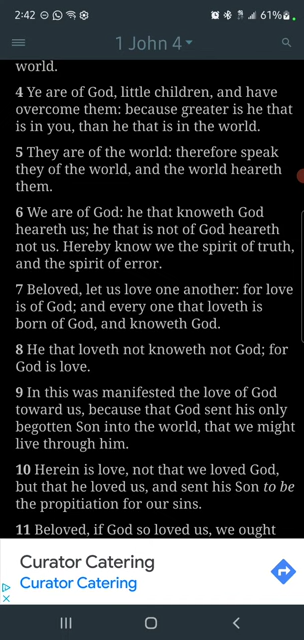 2:42
61%
1 John 4
world.
4 Ye are of God, little children, and have
overcome them: because greater is he that
is in you, than he that is in the world.
5 They are of the world: therefore speak
they of the world, and the world heareth
them.
6 We are of God: he that knoweth God
heareth us; he that is not of God heareth
not us. Hereby know we the spirit of truth,
and the spirit of error.
7 Beloved, let us love one another: for love
is of God; and every one that loveth is
born of God, and knoweth God.
8 He that loveth not knoweth not God; for
God is love.
9 In this was manifested the love of God
toward us, because that God sent his only
begotten Son into the world, that we might
live through him.
10 Herein is love, not that we loved God,
but that he loved us, and sent his Son to be
the propitiation for our sins.
11 Beloved, if God so loved us, we ought
Curator Catering
Curator Catering